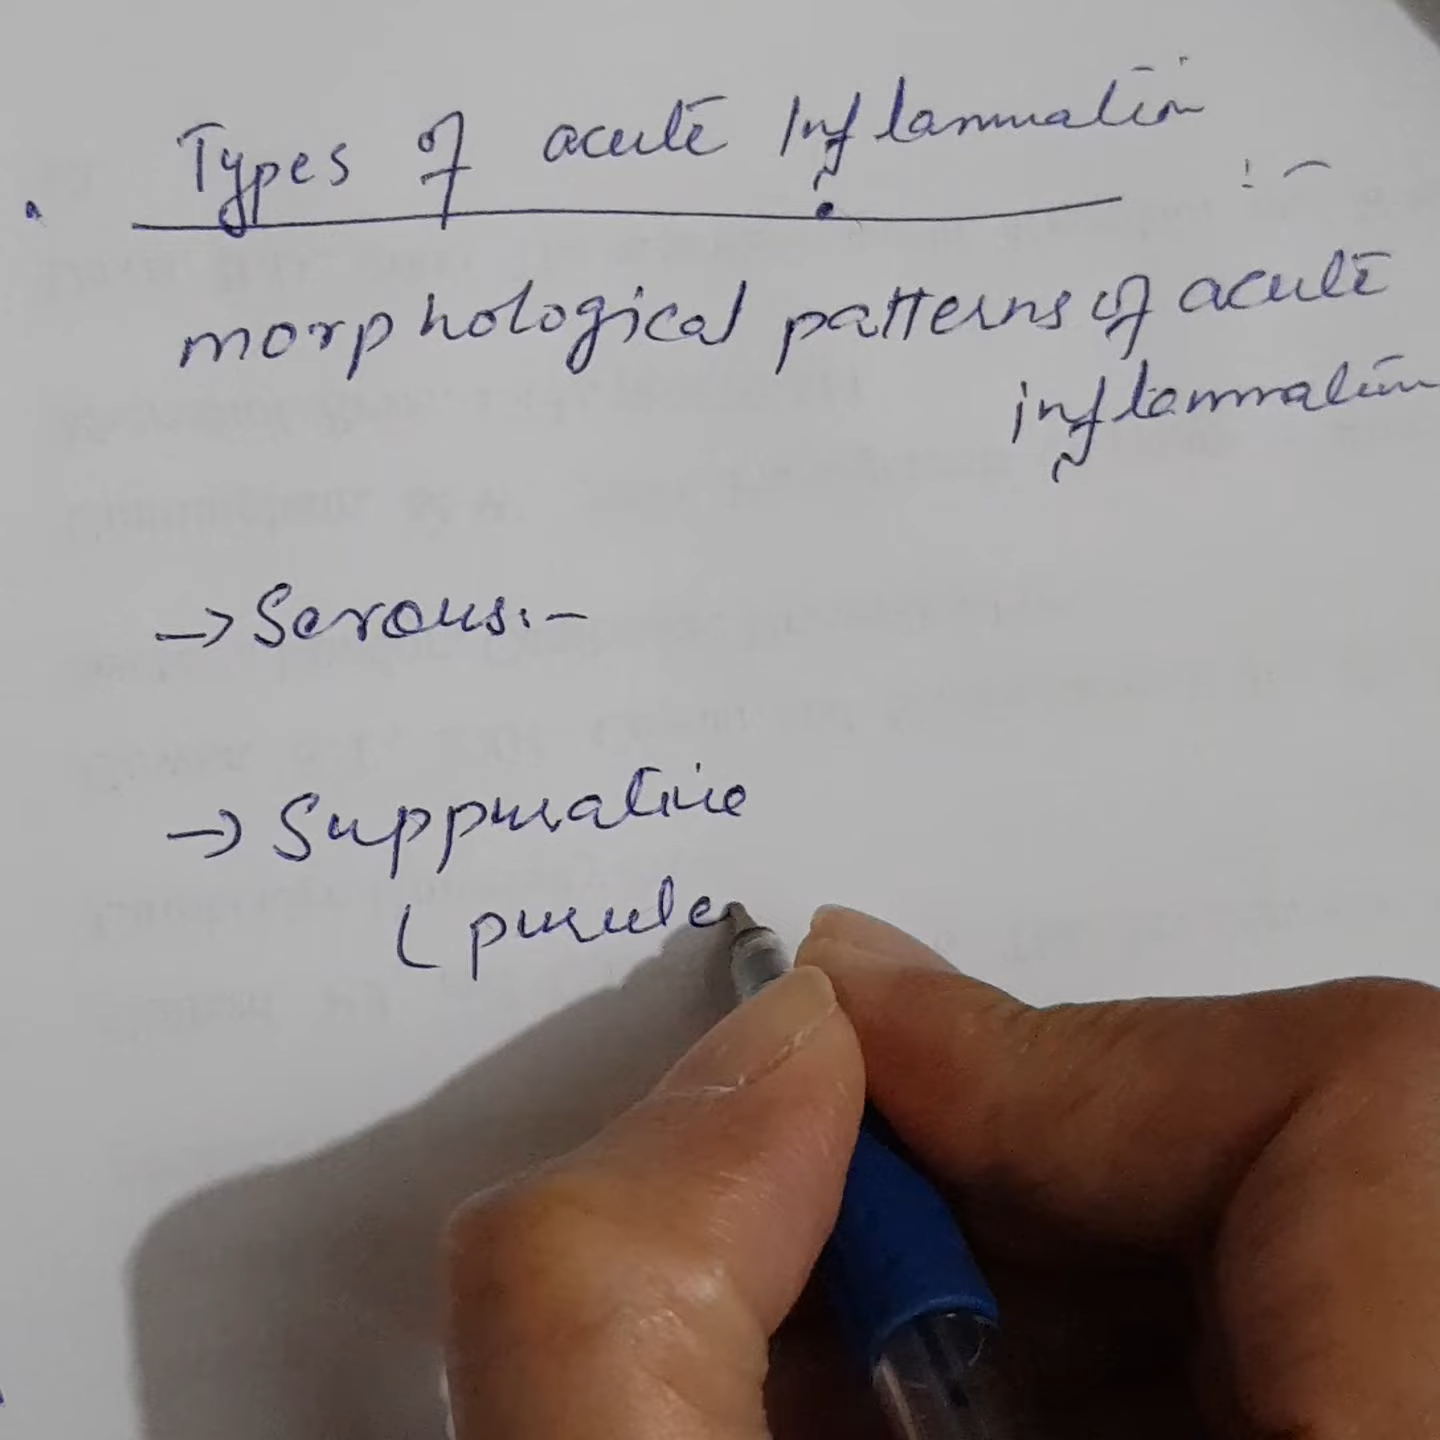 Types of acute Inflammation :-
morphological patterns of acute
inflammation
→ Serous:-
→ Suppurative
( purule